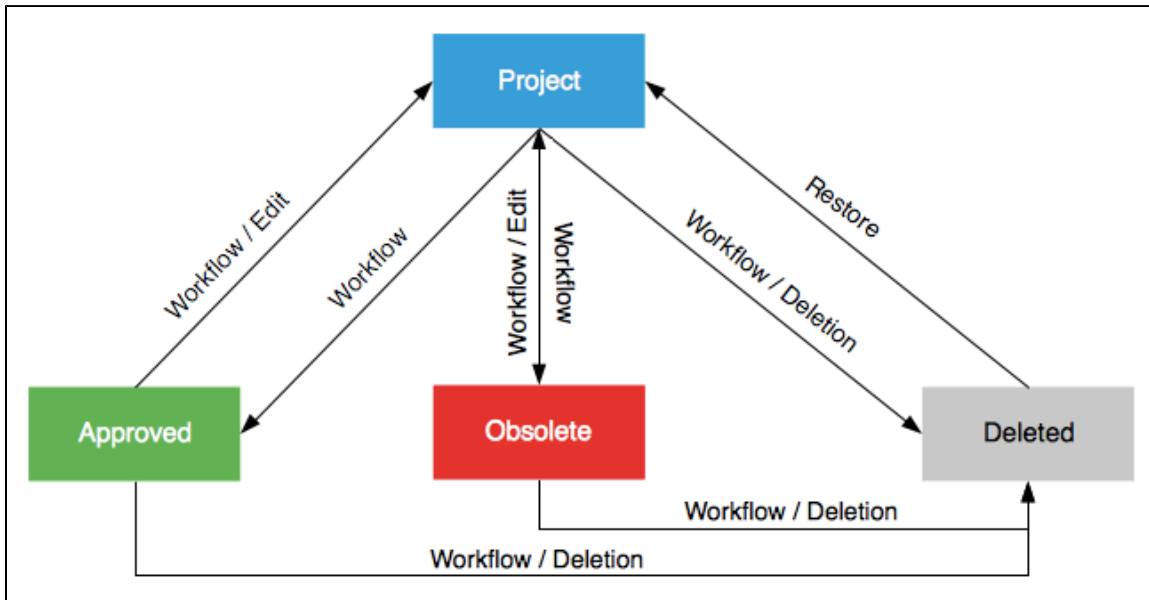 Project
Workflow / Edit
Workflow
Workflow / Edit
Workflow
Workflow / Deletion
Restore
Approved
Obsolete
Deleted
Workflow / Deletion
Workflow / Deletion